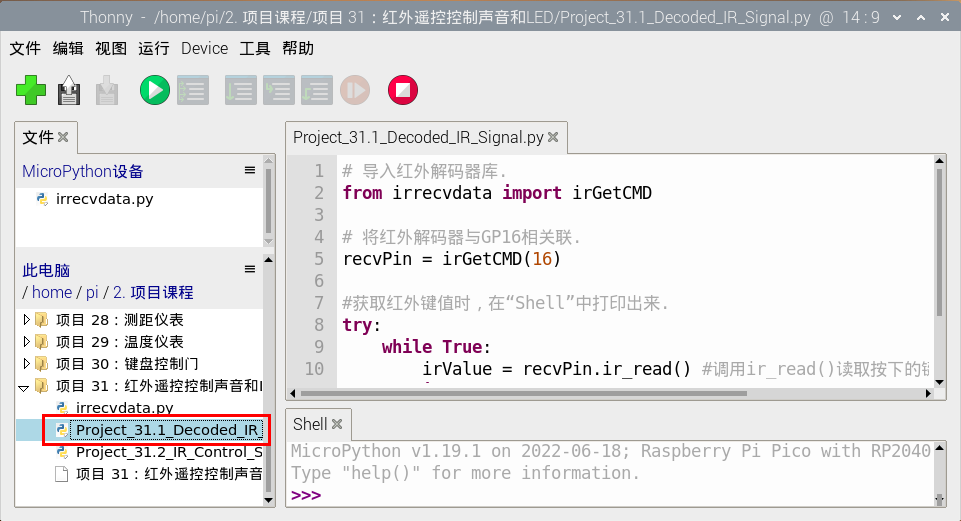 Thonny - /home/pi/2. 项目课程/项目 31：红外遥控控制声音和LED/Project_31.1_Decoded_IR_Signal.py @ 14 : 9
文件 编辑 视图 运行 Device 工具 帮助
文件
MicroPython设备
irrecvdata.py
此电脑
/ home / pi / 2. 项目课程
项目 28：测距仪表
项目 29：温度仪表
项目 30：键盘控制门
项目 31：红外遥控控制声音和
irrecvdata.py
Project_31.1_Decoded_IR_
Project_31.2_IR_Control_S
项目 31：红外遥控控制声音
Project_31.1_Decoded_IR_Signal.py
1 # 导入红外解码器库.
2 from irrecvdata import irGetCMD
3
4 # 将红外解码器与GP16相关联.
5 recvPin = irGetCMD(16)
6
7 #获取红外键值时，在“Shell”中打印出来.
8 try:
9 while True:
10 irValue = recvPin.ir_read() #调用ir_read()读取按下的键
Shell
MicroPython v1.19.1 on 2022-06-18; Raspberry Pi Pico with RP2040
Type "help()" for more information.
>>>